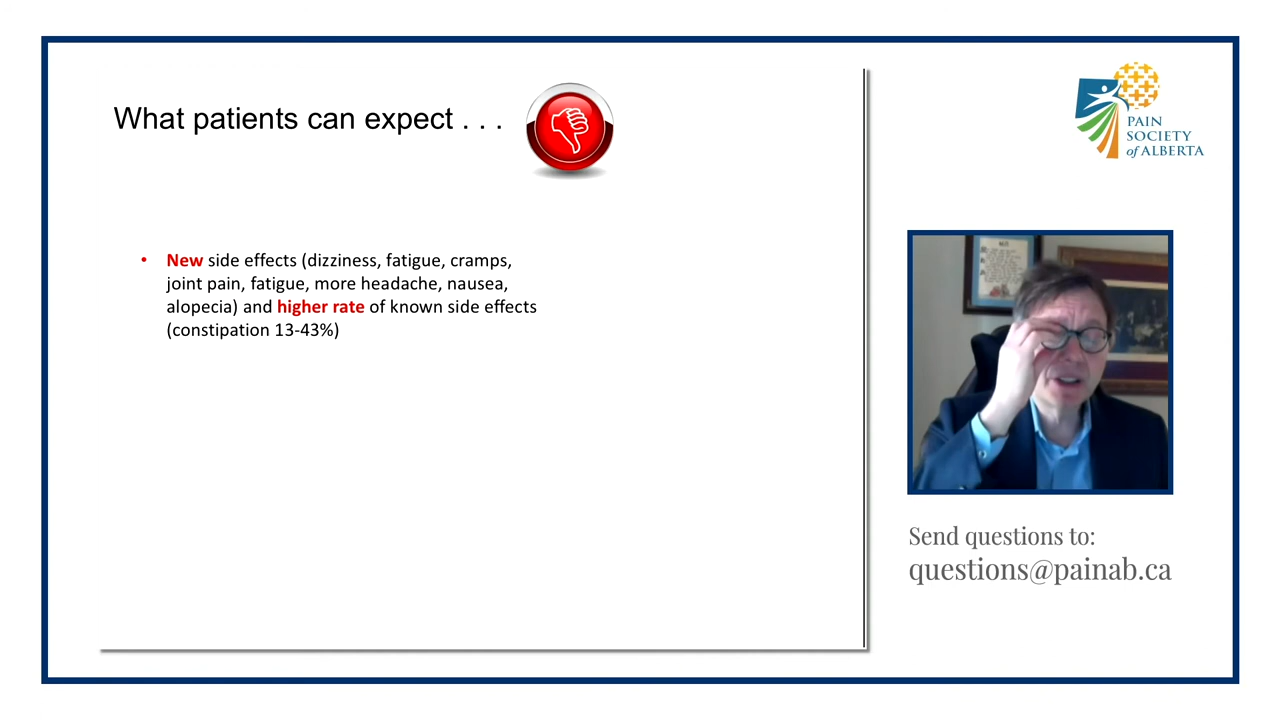 What patients can expect . . .
• New side effects (dizziness, fatigue, cramps,
joint pain, fatigue, more headache, nausea,
alopecia) and higher rate of known side effects
(constipation 13-43%)
PAIN
SOCIETY
of ALBERTA
Send questions to:
questions@painab.ca